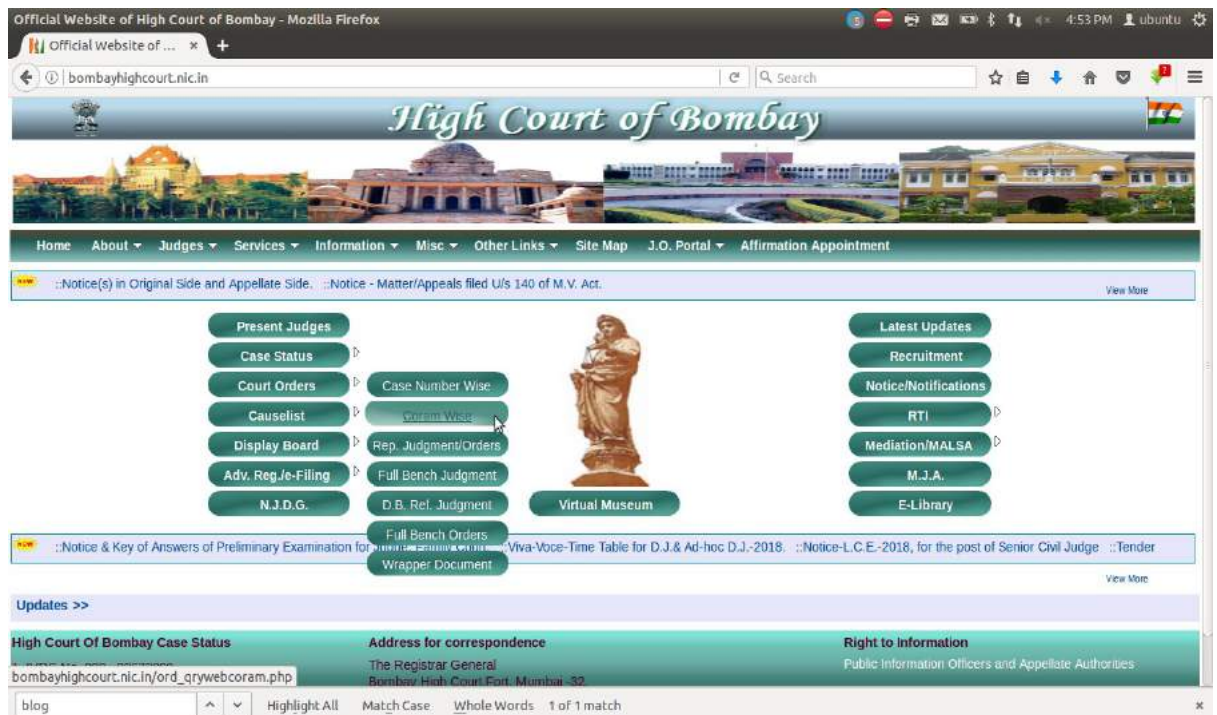 Official Website of High Court of Bombay - Mozilla Firefox
4:53 PM ubuntu
Official Website of ... × +
bombayhighcourt.nic.in
Search
High Court of Bombay
Home About Judges Services Information Misc Other Links Site Map J.O. Portal Affirmation Appointment
::Notice(s) in Original Side and Appellate Side. ::Notice - Matter/Appeals filed U/s 140 of M.V. Act.
View More
Present Judges
Case Status
Court Orders
Causelist
Display Board
Adv. Reg./e-Filing
N.J.D.G.
Case Number Wise
Coram Wise
Rep. Judgment/Orders
Full Bench Judgment
D.B. Ref. Judgment
Full Bench Orders
Wrapper Document
Virtual Museum
Latest Updates
Recruitment
Notice/Notifications
RTI
Mediation/MALSA
M.J.A.
E-Library
::Notice & Key of Answers of Preliminary Examination for Judge, Family Court. ::Viva-Voce-Time Table for D.J.& Ad-hoc D.J.-2018. ::Notice-L.C.E.-2018, for the post of Senior Civil Judge ::Tender
View More
Updates >>
High Court Of Bombay Case Status
Address for correspondence
The Registrar General
Bombay High Court Fort, Mumbai -32.
Right to Information
Public Information Officers and Appellate Authorities
bombayhighcourt.nic.in/ord_qrywebcoram.php
blog Highlight All Match Case Whole Words 1 of 1 match